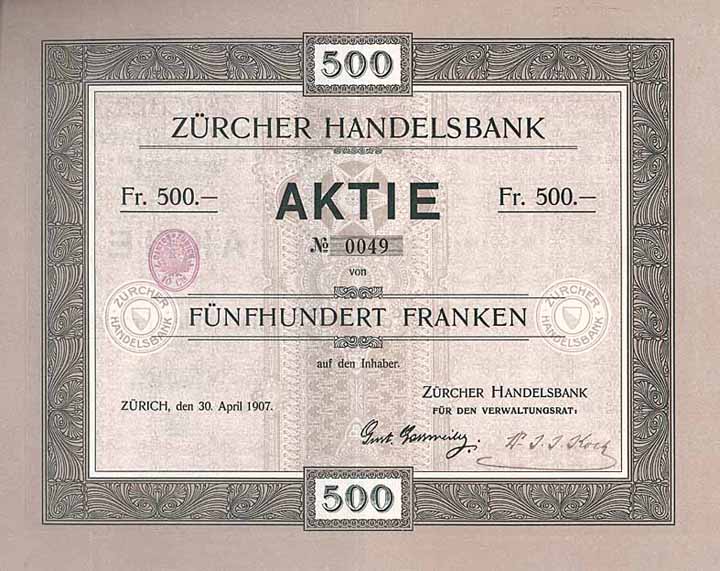 500
ZÜRCHER HANDELSBANK
Fr. 500.— AKTIE Fr. 500.—
№ 0049
von
ZÜRCHER HANDELSBANK
FÜNFHUNDERT FRANKEN
ZÜRCHER HANDELSBANK
auf den Inhaber.
ZÜRICH, den 30. April 1907.
ZÜRCHER HANDELSBANK
FÜR DEN VERWALTUNGSRAT:
500